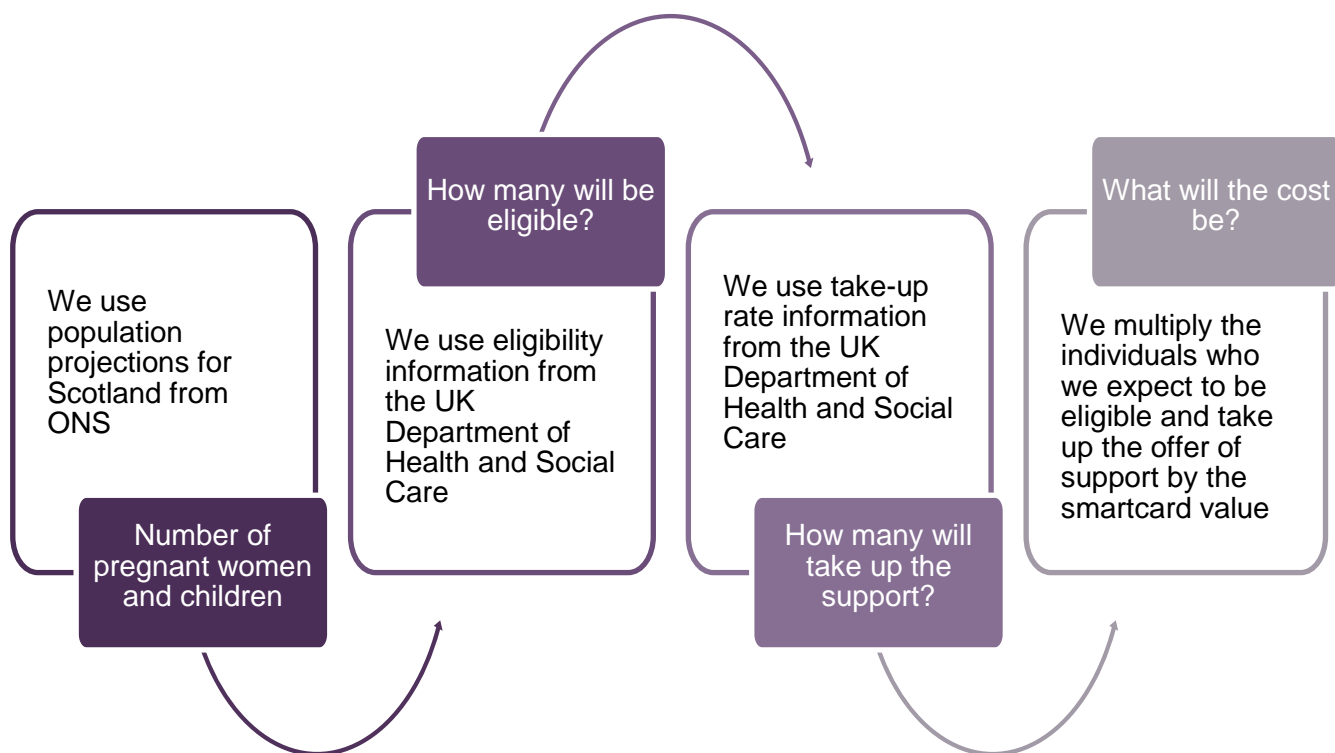 We use
population
projections for
Scotland from
ONS
Number of
pregnant women
and children
How many will be
eligible?
We use eligibility
information from
the UK
Department of
Health and Social
Care
We use take-up
rate information
from the UK
Department of
Health and Social
Care
How many will
take up the
support?
What will the cost
be?
We multiply the
individuals who
we expect to be
eligible and take
up the offer of
support by the
smartcard value